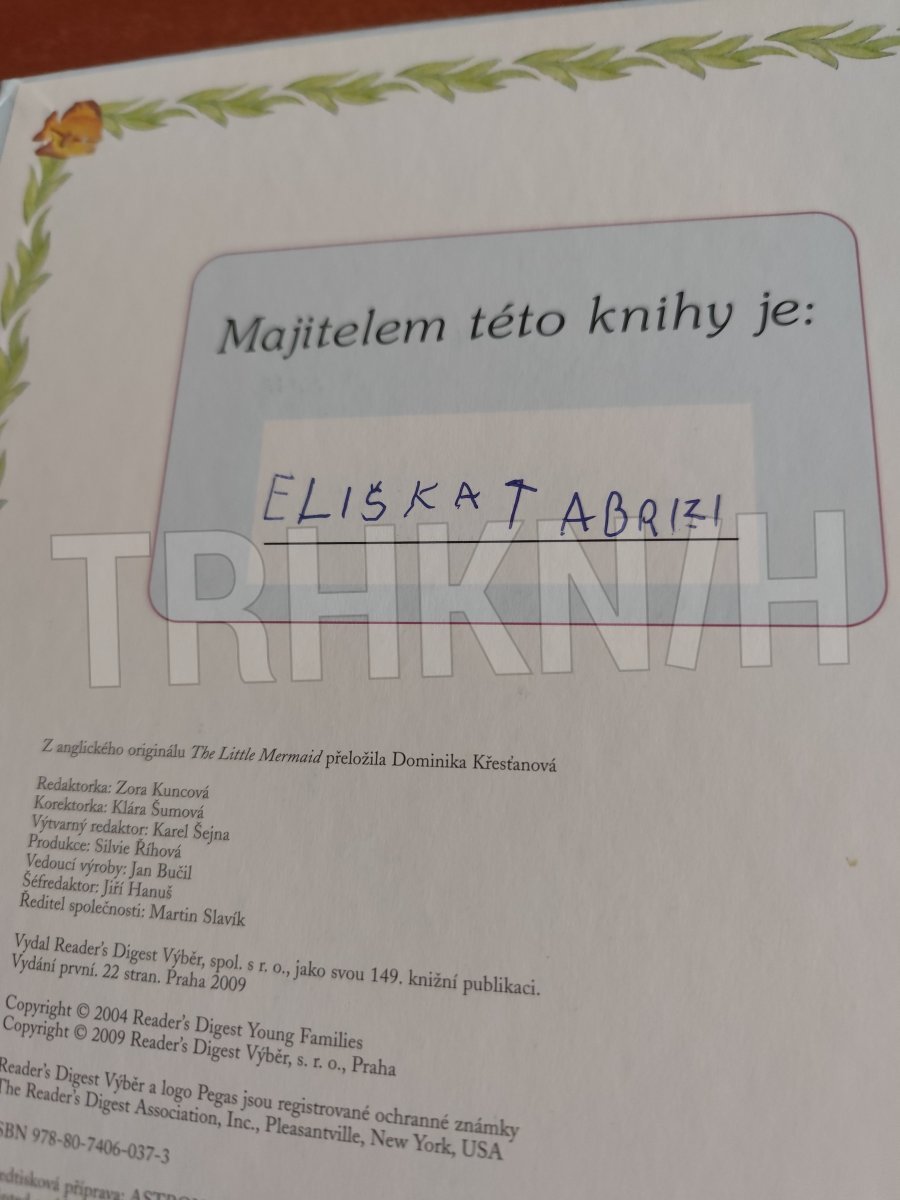 Majitelem této knihy je:
ELIŠKA TABRIZI
TRHKNIH
Z anglického originálu The Little Mermaid přeložila Dominika Křesťanová
Redaktorka: Zora Kuncová
Korektorka: Klára Šumová
Výtvarný redaktor: Karel Šejna
Produkce: Silvie Říhová
Vedoucí výroby: Jan Bučil
Šéfredaktor: Jiří Hanuš
Ředitel společnosti: Martin Slavík
Vydal Reader's Digest Výběr, spol. s r. o., jako svou 149. knižní publikaci.
Vydání první. 22 stran. Praha 2009
Copyright © 2004 Reader's Digest Young Families
Copyright © 2009 Reader's Digest Výběr, s. r. o., Praha
Reader's Digest Výběr a logo Pegas jsou registrované ochranné známky
The Reader's Digest Association, Inc., Pleasantville, New York, USA
ISBN 978-80-7406-037-3
příprava: